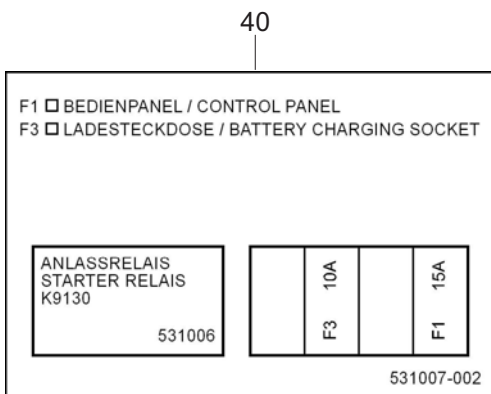 40
F1 □ BEDIENPANEL / CONTROL PANEL
F3 □ LADESTECKDOSE / BATTERY CHARGING SOCKET
ANLASSRELAIS
STARTER RELAIS
K9130
531006
F3 10A
F1 15A
531007-002